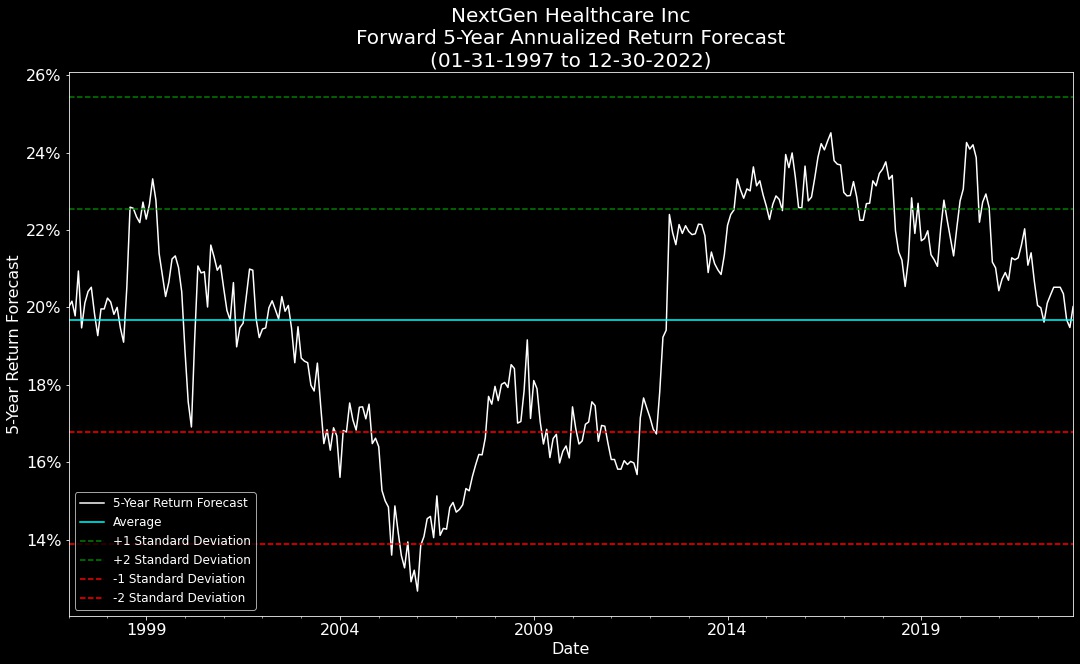 NextGen Healthcare Inc
Forward 5-Year Annualized Return Forecast
(01-31-1997 to 12-30-2022)
26%
24%
22%
20%
18%
16%
14%
5-Year Return Forecast
5-Year Return Forecast
Average
+1 Standard Deviation
+2 Standard Deviation
-1 Standard Deviation
-2 Standard Deviation
1999 2004 2009 2014 2019
Date